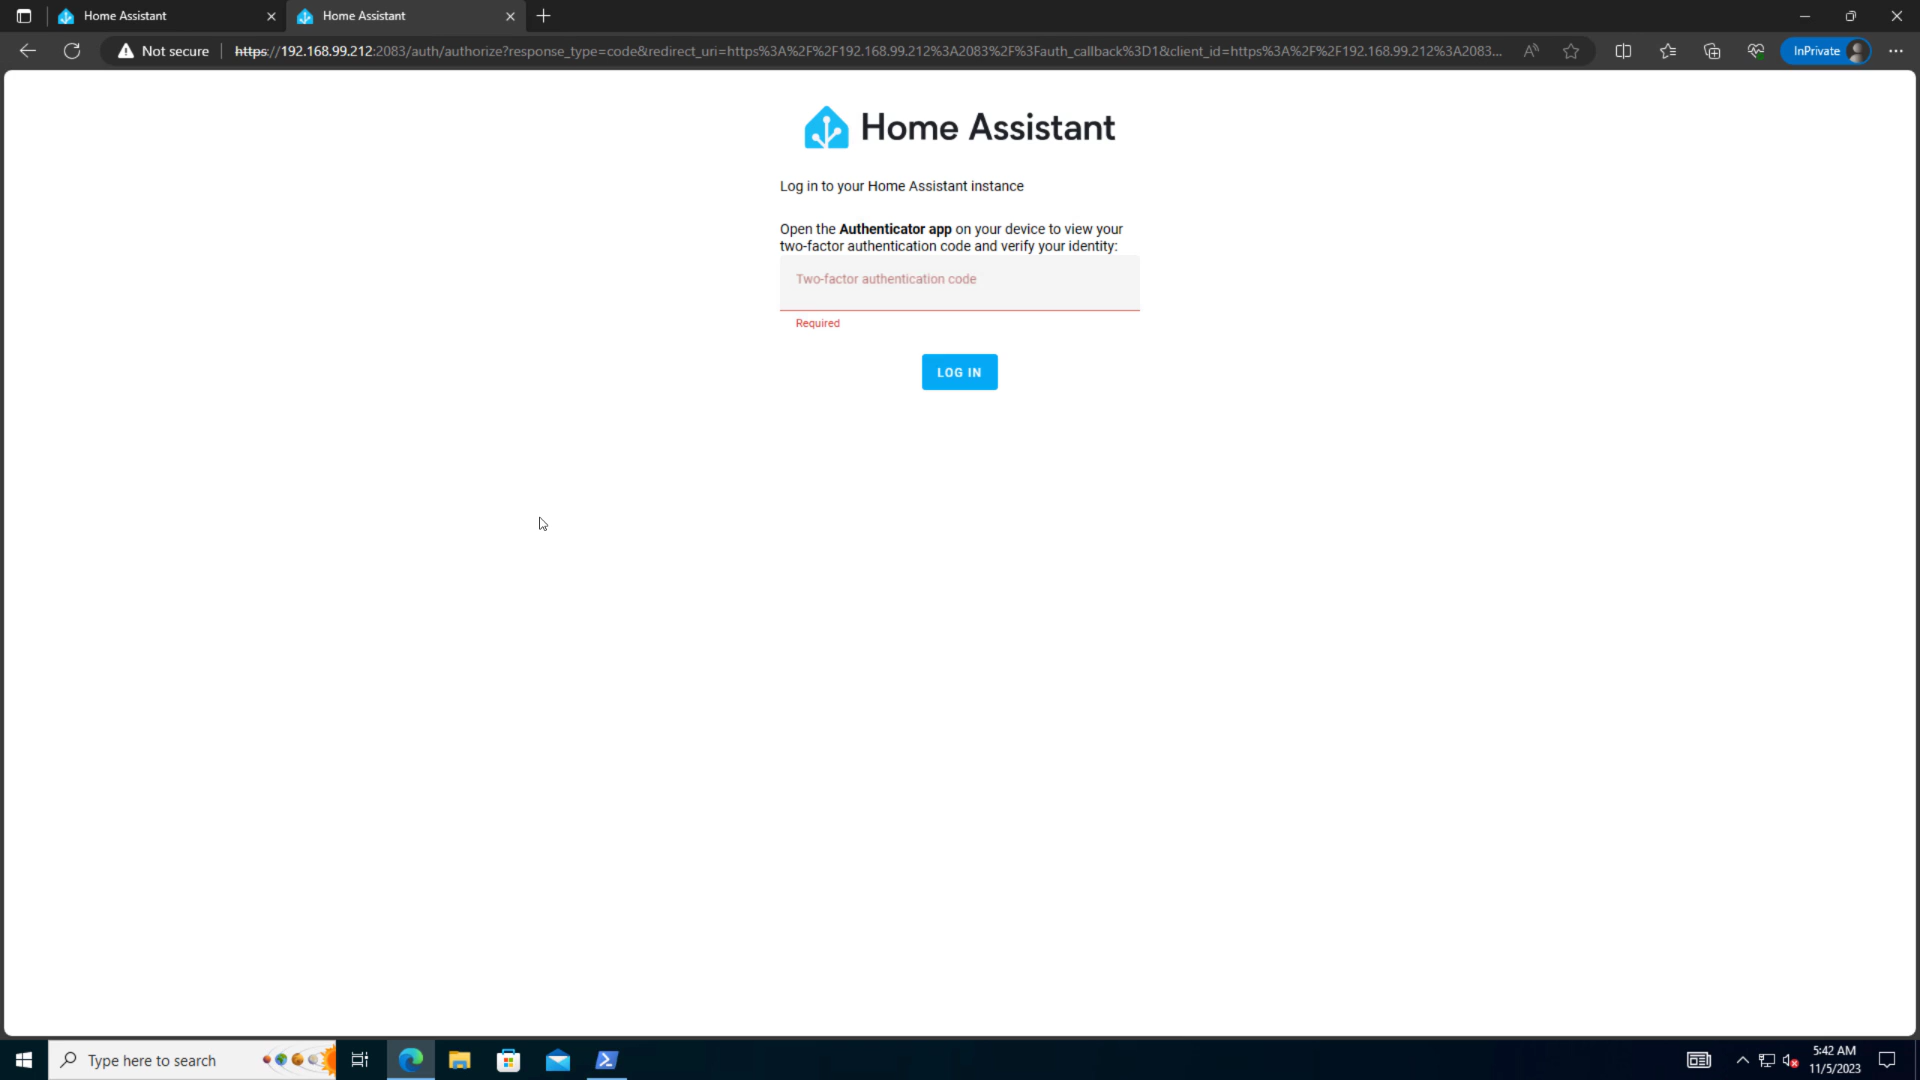 Home Assistant
Home Assistant
Not secure
https://192.168.99.212:2083/auth/authorize?response_type=code&redirect_uri=https%3A%2F%2F192.168.99.212%3A2083%2F%3Fauth_callback%3D1&client_id=https%3A%2F%2F192.168.99.212%3A2083...
InPrivate
Home Assistant
Log in to your Home Assistant instance
Open the Authenticator app on your device to view your
two-factor authentication code and verify your identity:
Two-factor authentication code
Required
LOG IN
Type here to search
5:42 AM
11/5/2023